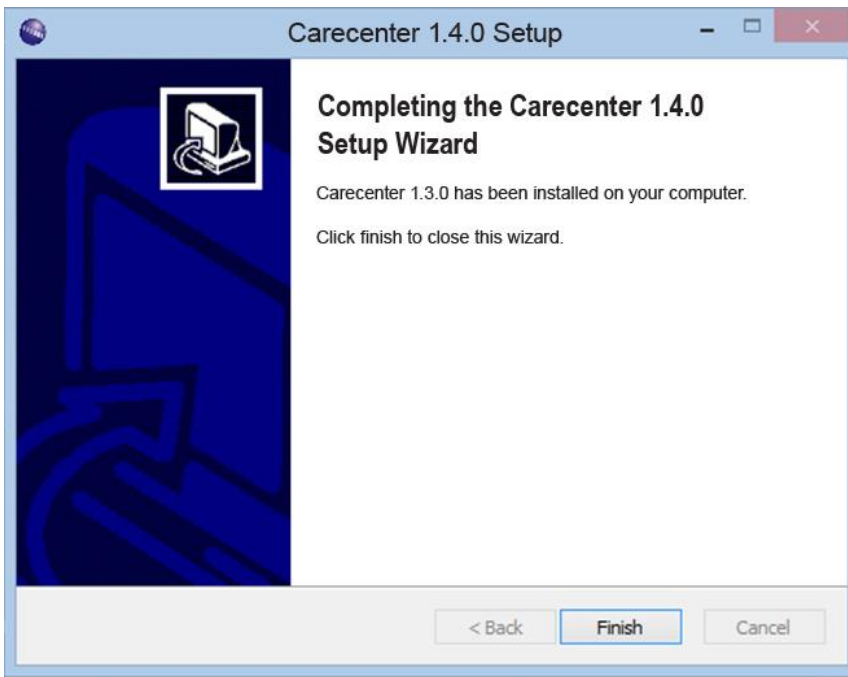 Carecenter 1.4.0 Setup
Completing the Carecenter 1.4.0
Setup Wizard
Carecenter 1.3.0 has been installed on your computer.
Click finish to close this wizard.
< Back
Finish
Cancel